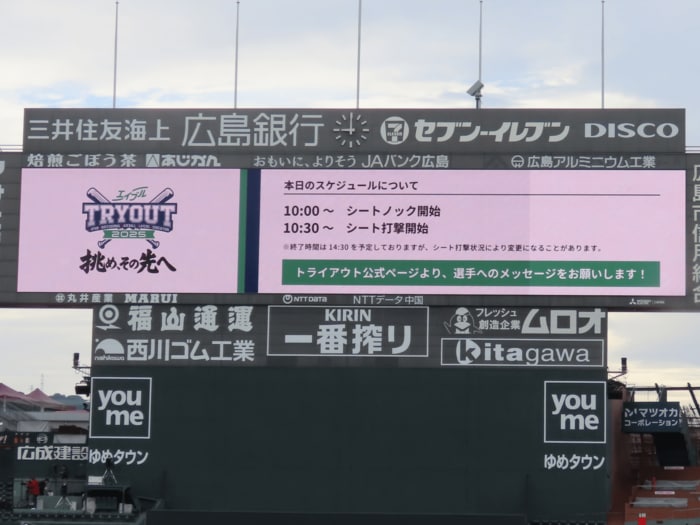 三井住友海上 広島銀行 セブン-イレブン DISCO
焙煎ごぼう茶 あじかん おもいに、よりそう JAバンク広島 広島アルミニウム工業
エイブル
TRYOUT
2025
挑め、その先へ
本日のスケジュールについて
10:00 ～ シートノック開始
10:30 ～ シート打撃開始
※終了時間は 14:30 を予定しておりますが、シート打撃状況により変更になることがあります。
トライアウト公式ページより、選手へのメッセージをお願いします！
広島市信用組合
丸井産業 MARUI NTT DATA NTTデータ中国
福山通運
nishikawa 西川ゴム工業
KIRIN
一番搾り
フレッシュ
創造企業 ムロオ
Kitagawa
you
me
ゆめタウン
you
me
ゆめタウン
広成建設
マツオカ
コーポレーション